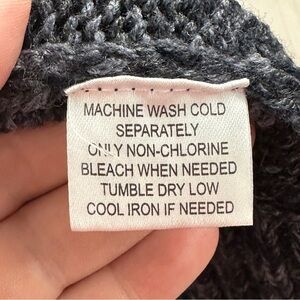 MACHINE WASH COLD
SEPARATELY
ONLY NON-CHLORINE
BLEACH WHEN NEEDED
TUMBLE DRY LOW
COOL IRON IF NEEDED